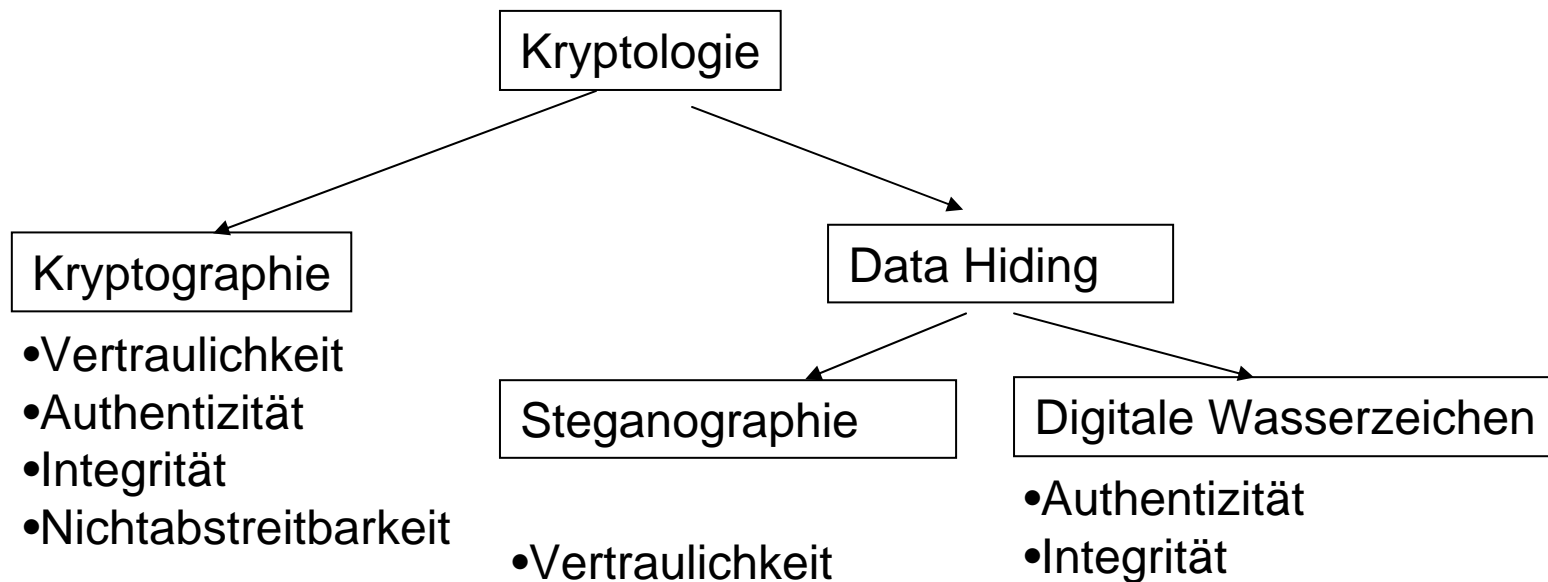 Kryptologie
Kryptographie
•Vertraulichkeit
•Authentizität
•Integrität
•Nichtabstreitbarkeit
Data Hiding
Steganographie
•Vertraulichkeit
Digitale Wasserzeichen
•Authentizität
•Integrität